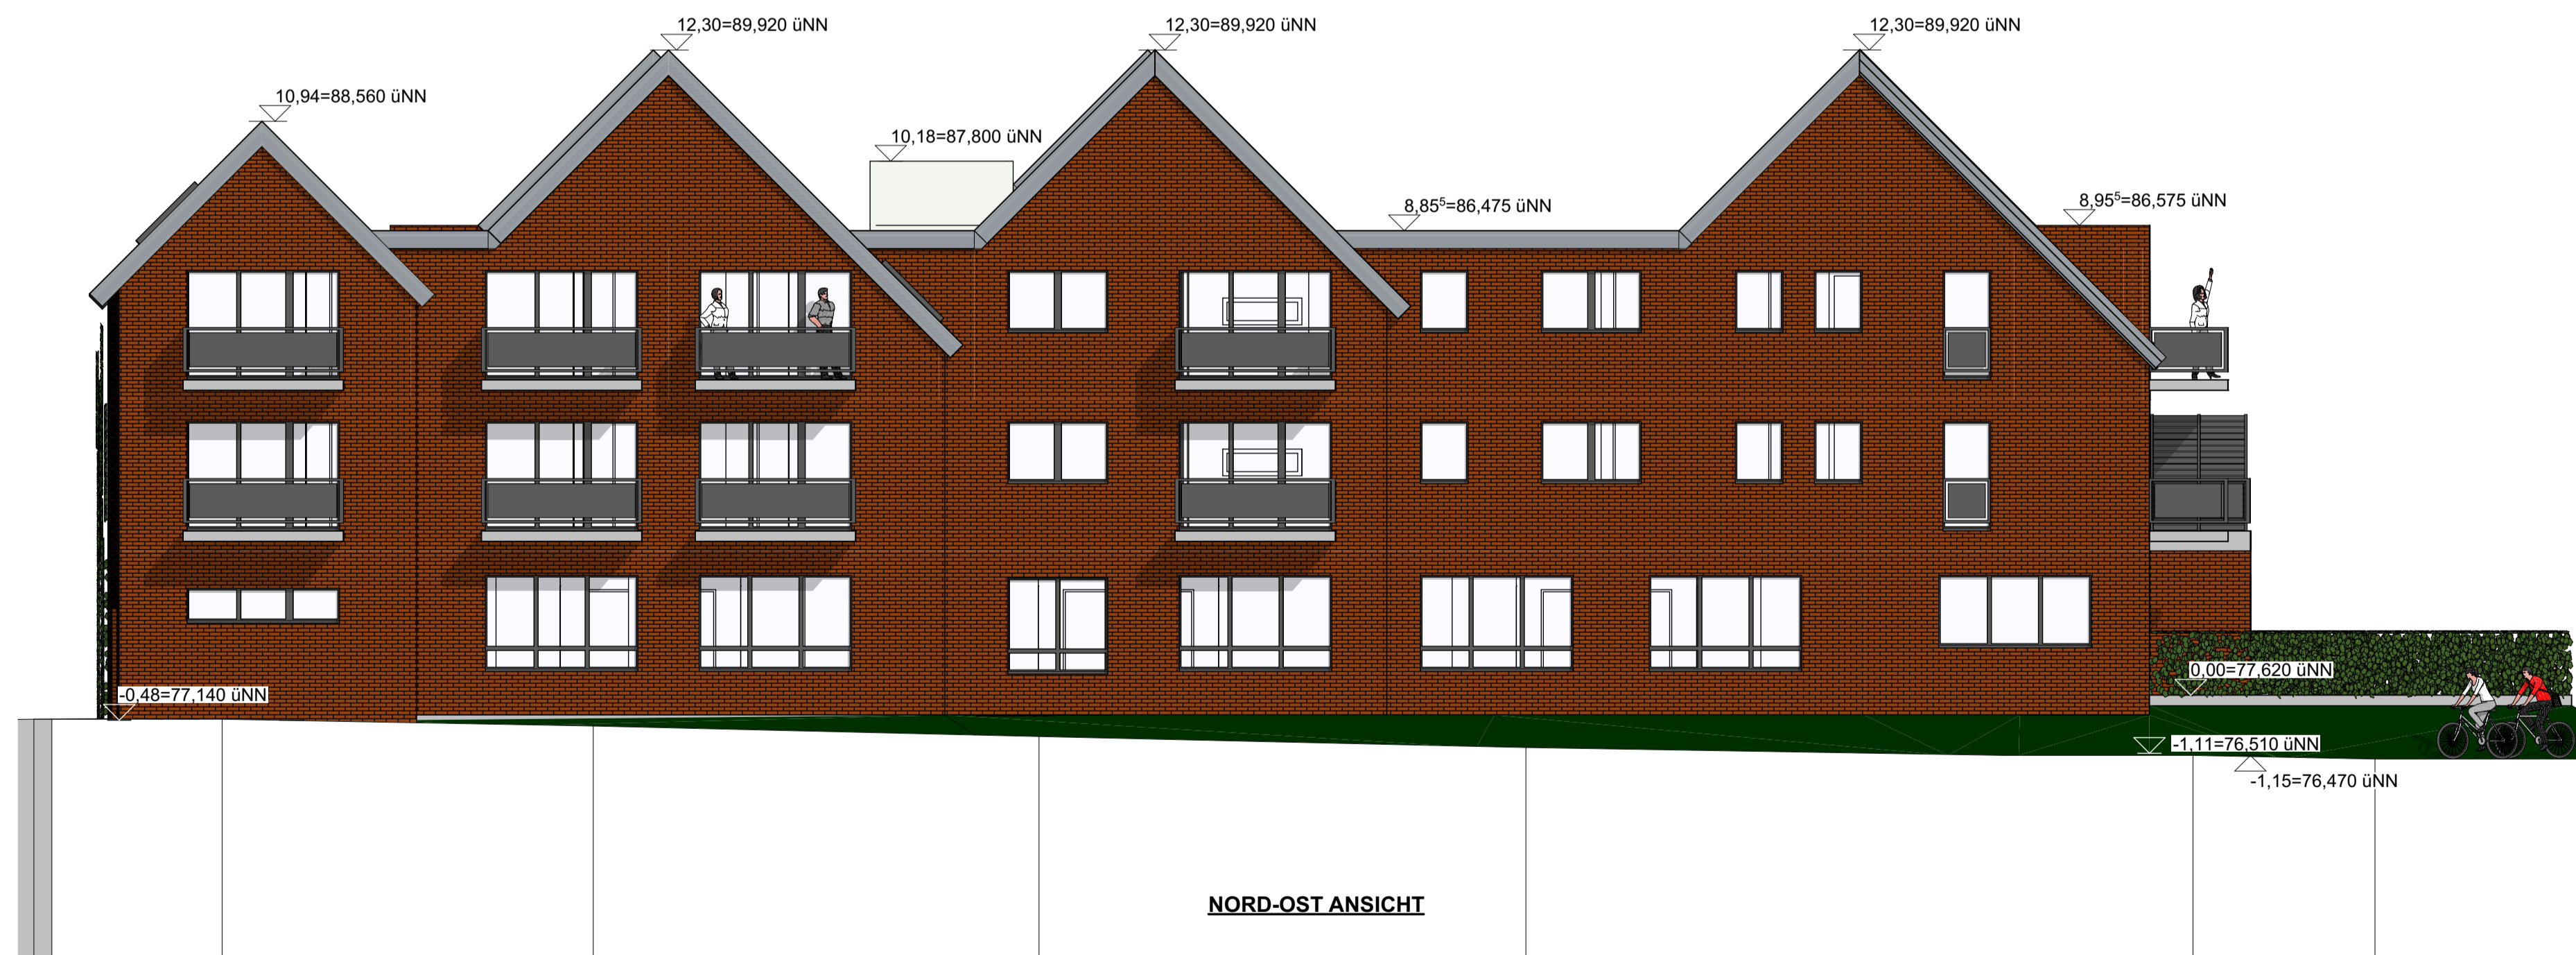 12,30=89,920 üNN
12,30=89,920 üNN
12,30=89,920 üNN
10,94=88,560 üNN
10,18=87,800 üNN
8,85⁵=86,475 üNN
8,95⁵=86,575 üNN
0,00=77,620 üNN
-0,48=77,140 üNN
-1,11=76,510 üNN
-1,15=76,470 üNN
NORD-OST ANSICHT